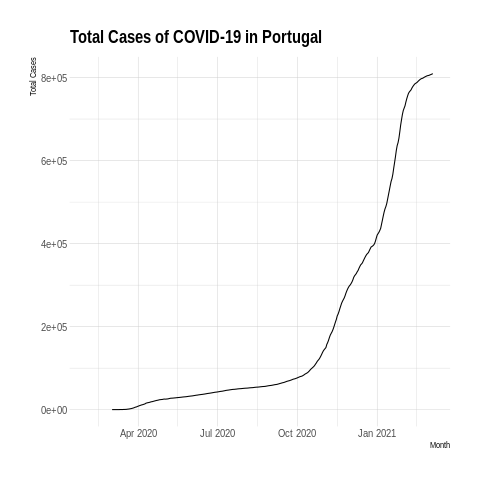 Total Cases of COVID-19 in Portugal
Total Cases
8e+05
6e+05
4e+05
2e+05
0e+00
Apr 2020
Jul 2020
Oct 2020
Jan 2021
Month